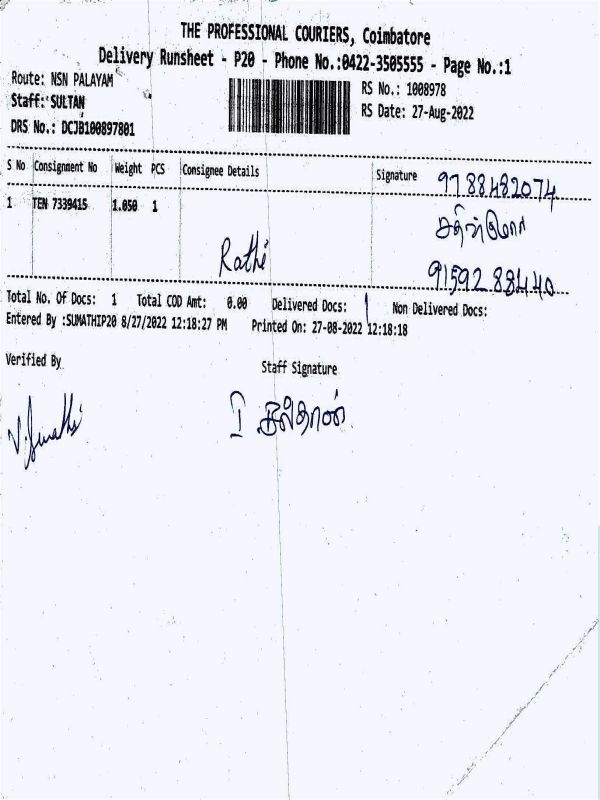 THE PROFESSIONAL COURIERS, Coimbatore
Delivery Runsheet - P20 - Phone No.:0422-3505555 - Page No.:1
Route: NSN PALAYAM
Staff: SULTAN
DRS No.: DCJB100897801
RS No.: 1008978
RS Date: 27-Aug-2022
S No Consignment No Weight PCS Consignee Details Signature
9788482074
1 TEN 7339415 1.050 1
Rathi
9159288440
Total No. Of Docs: 1 Total COD Amt: 0.00 Delivered Docs: 1 Non Delivered Docs:
Entered By :SUMATHIP20 8/27/2022 12:18:27 PM Printed On: 27-08-2022 12:18:18
Verified By Staff Signature
V. Sumathi
சுல்தான்